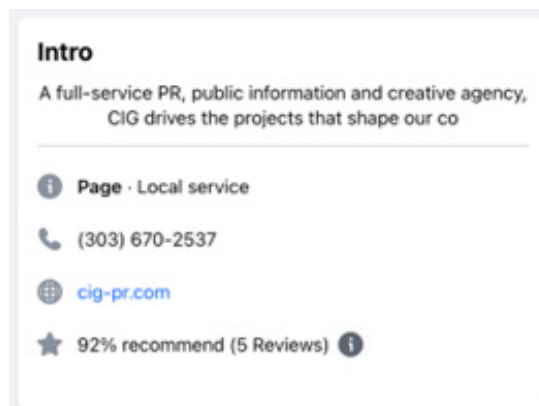 Intro
A full-service PR, public information and creative agency,
CIG drives the projects that shape our co
Page · Local service
(303) 670-2537
cig-pr.com
92% recommend (5 Reviews)